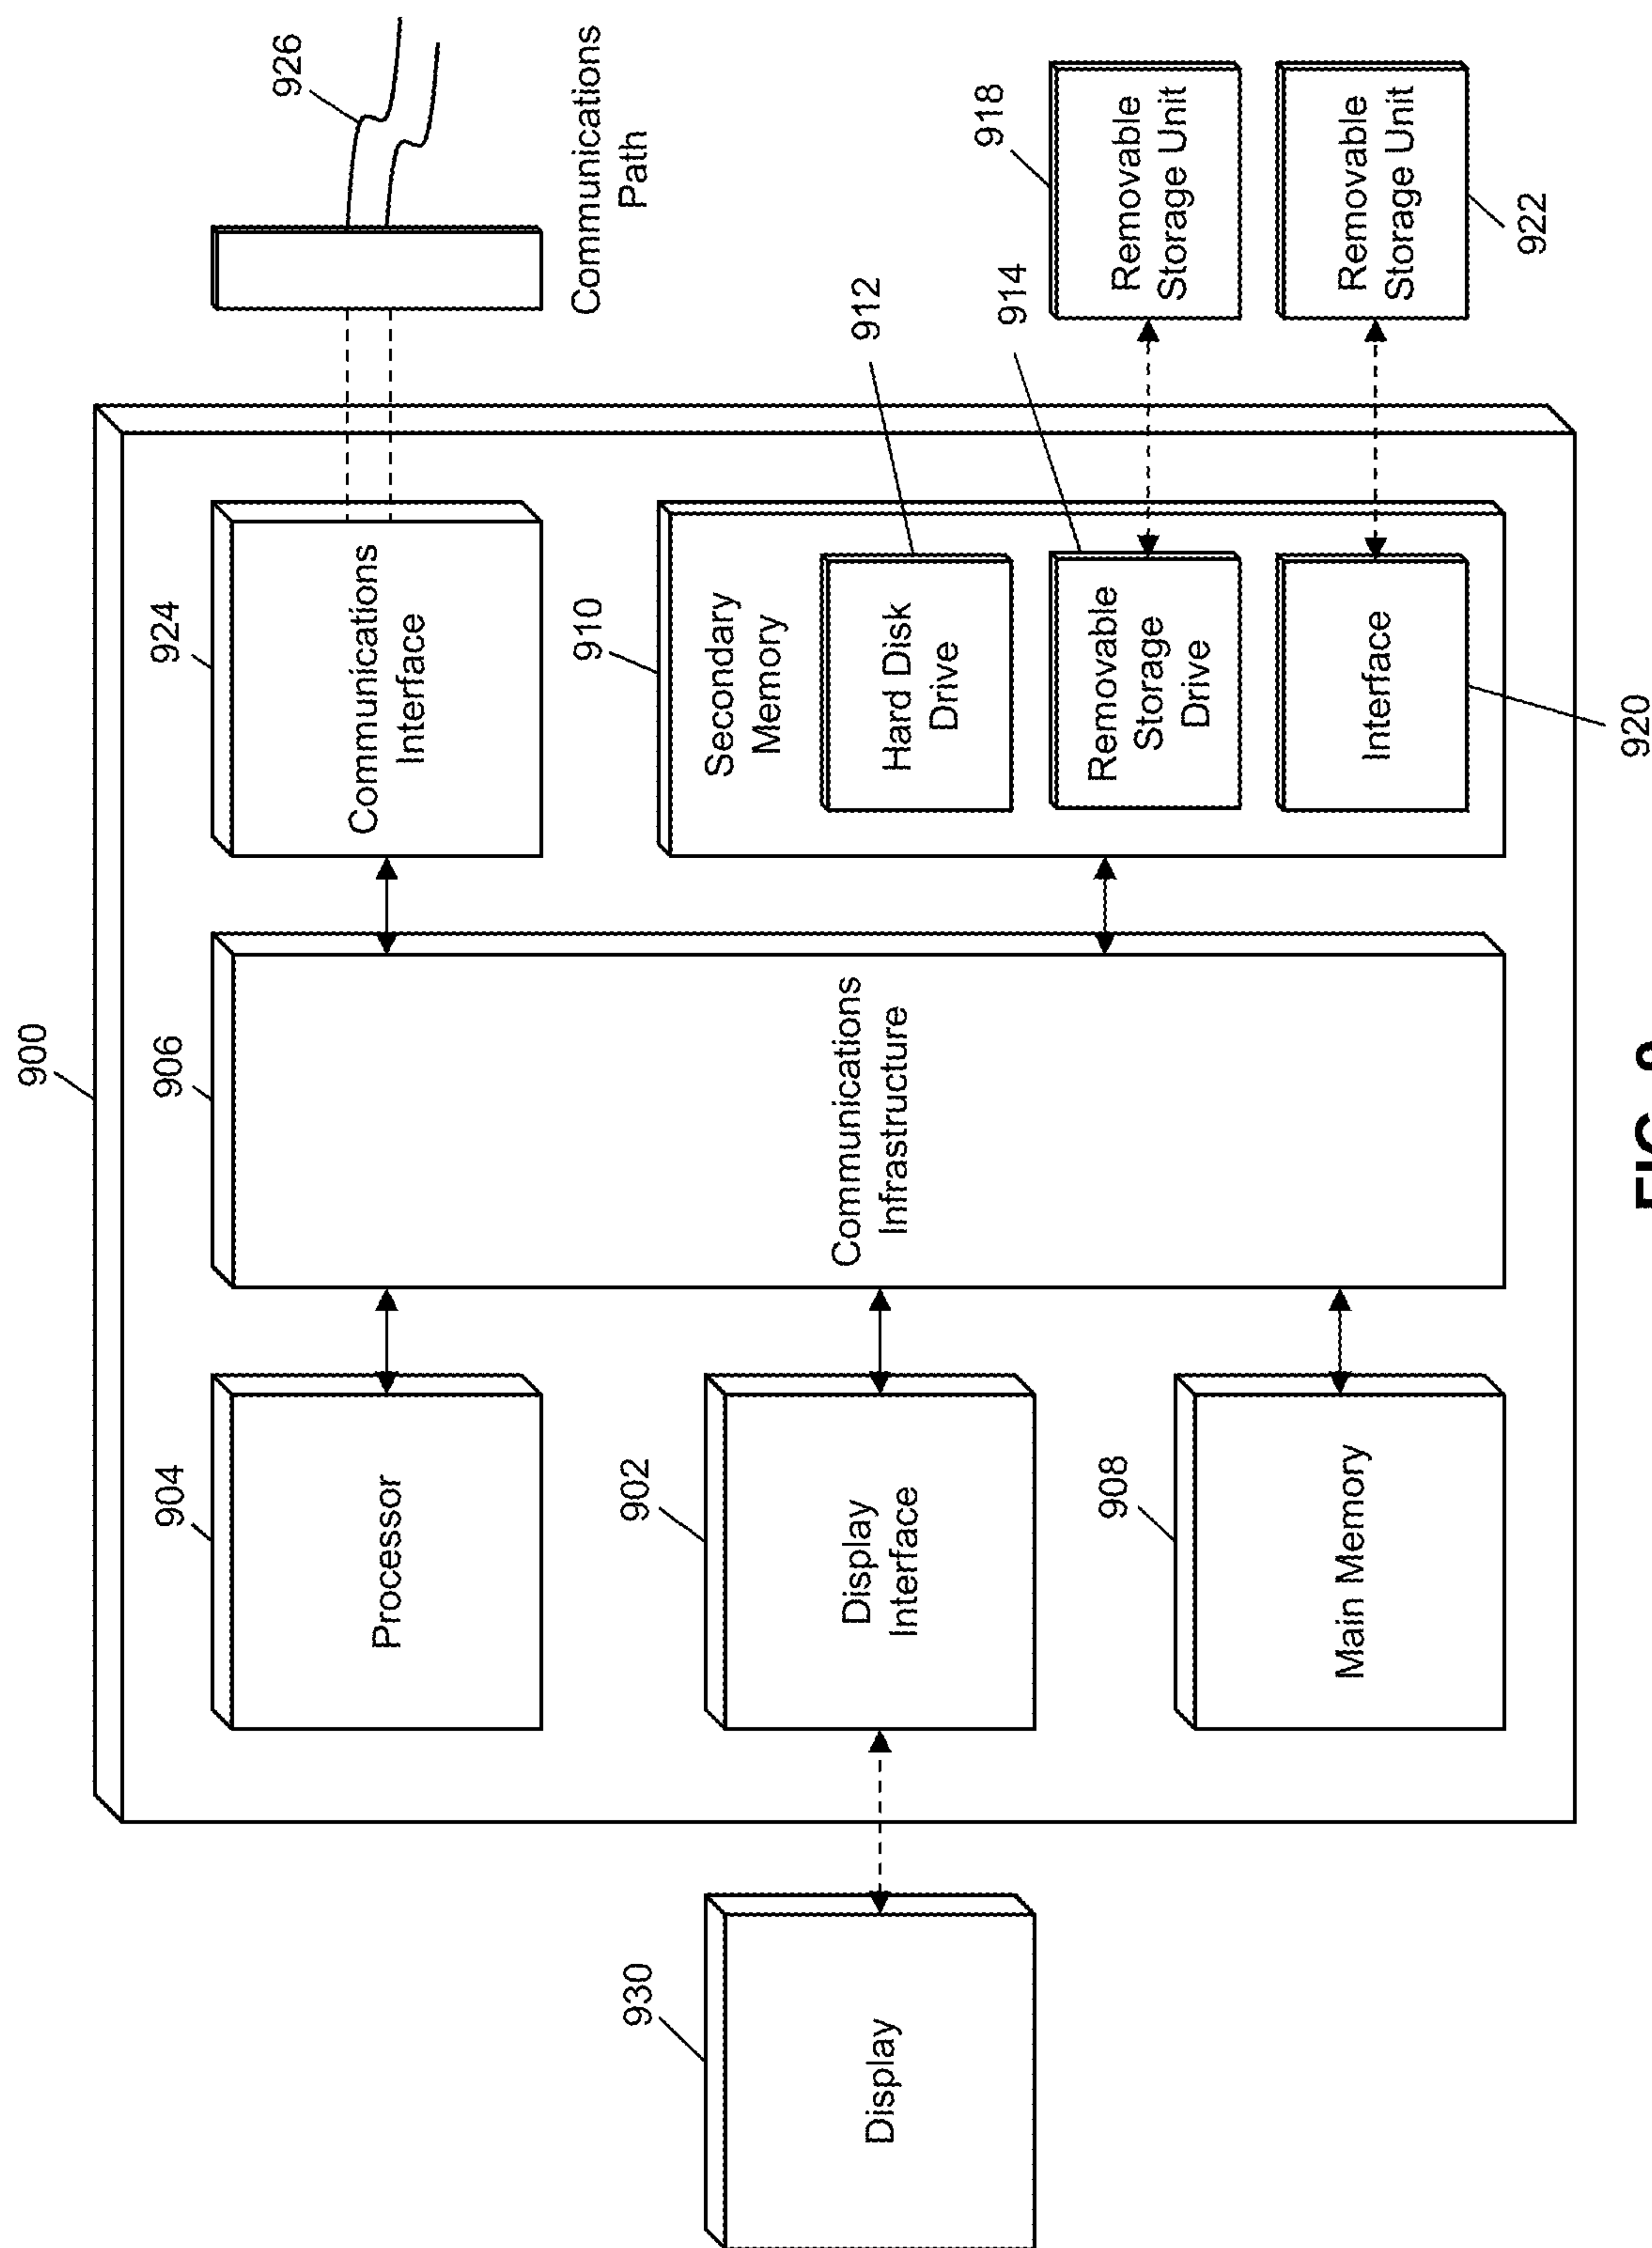 900
904
906
924
926
Processor
Communications
Interface
Communications
Path
930
902
910
Display
Display
Interface
Communications
Infrastructure
Secondary
Memory
912
Hard Disk
Drive
918
914
908
Removable
Storage
Drive
Removable
Storage Unit
Main Memory
Interface
Removable
Storage Unit
922
920
FIG.